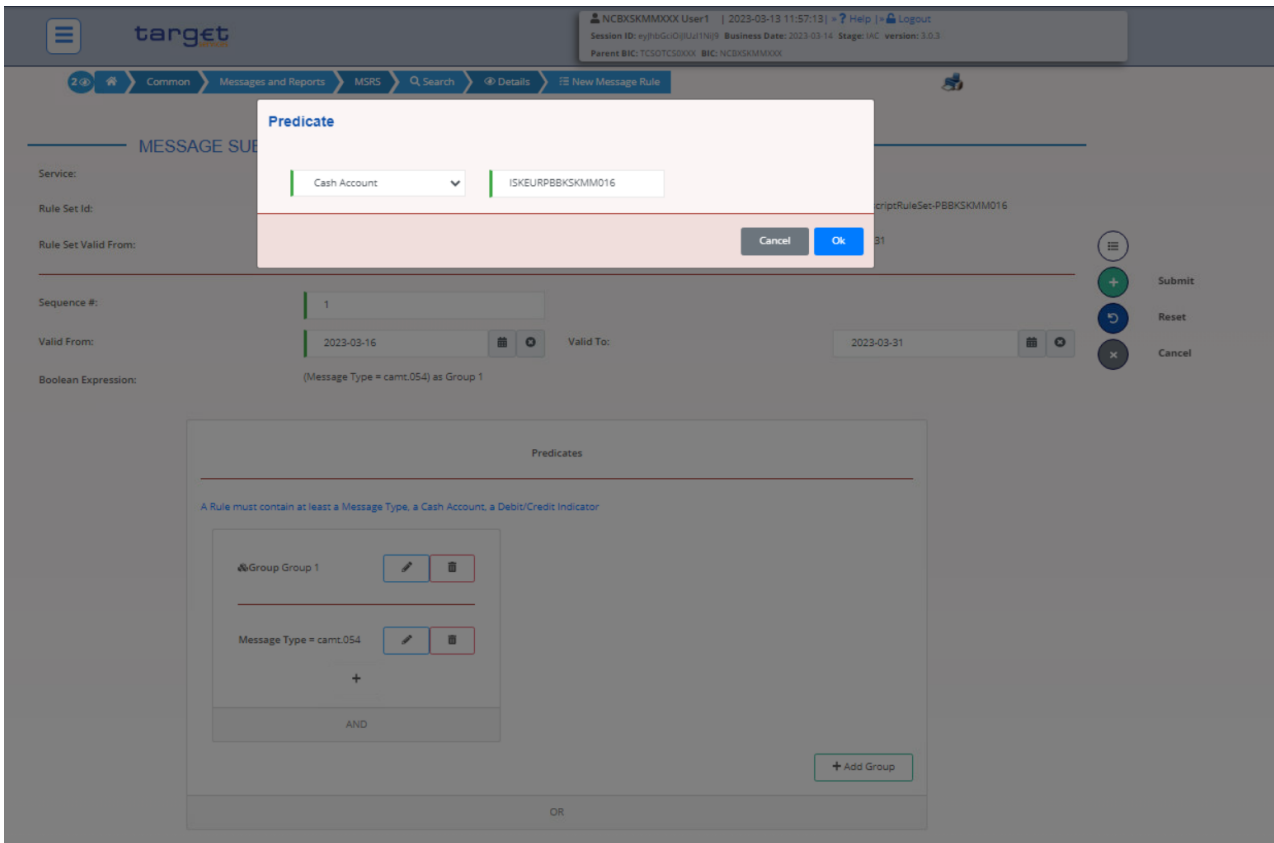 NCBXSKMMXXX User1 | 2023-03-13 11:57:13| » ? Help |» Logout
target
services
Business Date: 2023-03-14 Stage: IAC version: 3.0.3
Parent BIC: TCSOTCS0XXX BIC: NCBXSKMMXXX
2 Common Messages and Reports MSRS Search Details New Message Rule
Predicate
MESSAGE SUB
Service:
Cash Account ISKEURPBBKSKMM016
Rule Set Id: criptRuleSet-PBBKSKMM016
Rule Set Valid From: Cancel Ok 31
Submit
Sequence #: 1
Reset
Valid From: 2023-03-16 Valid To: 2023-03-31
Cancel
Boolean Expression: (Message Type = camt.054) as Group 1
Predicates
A Rule must contain at least a Message Type, a Cash Account, a Debit/Credit Indicator
Group Group 1
Message Type = camt.054
+
AND
+ Add Group
OR